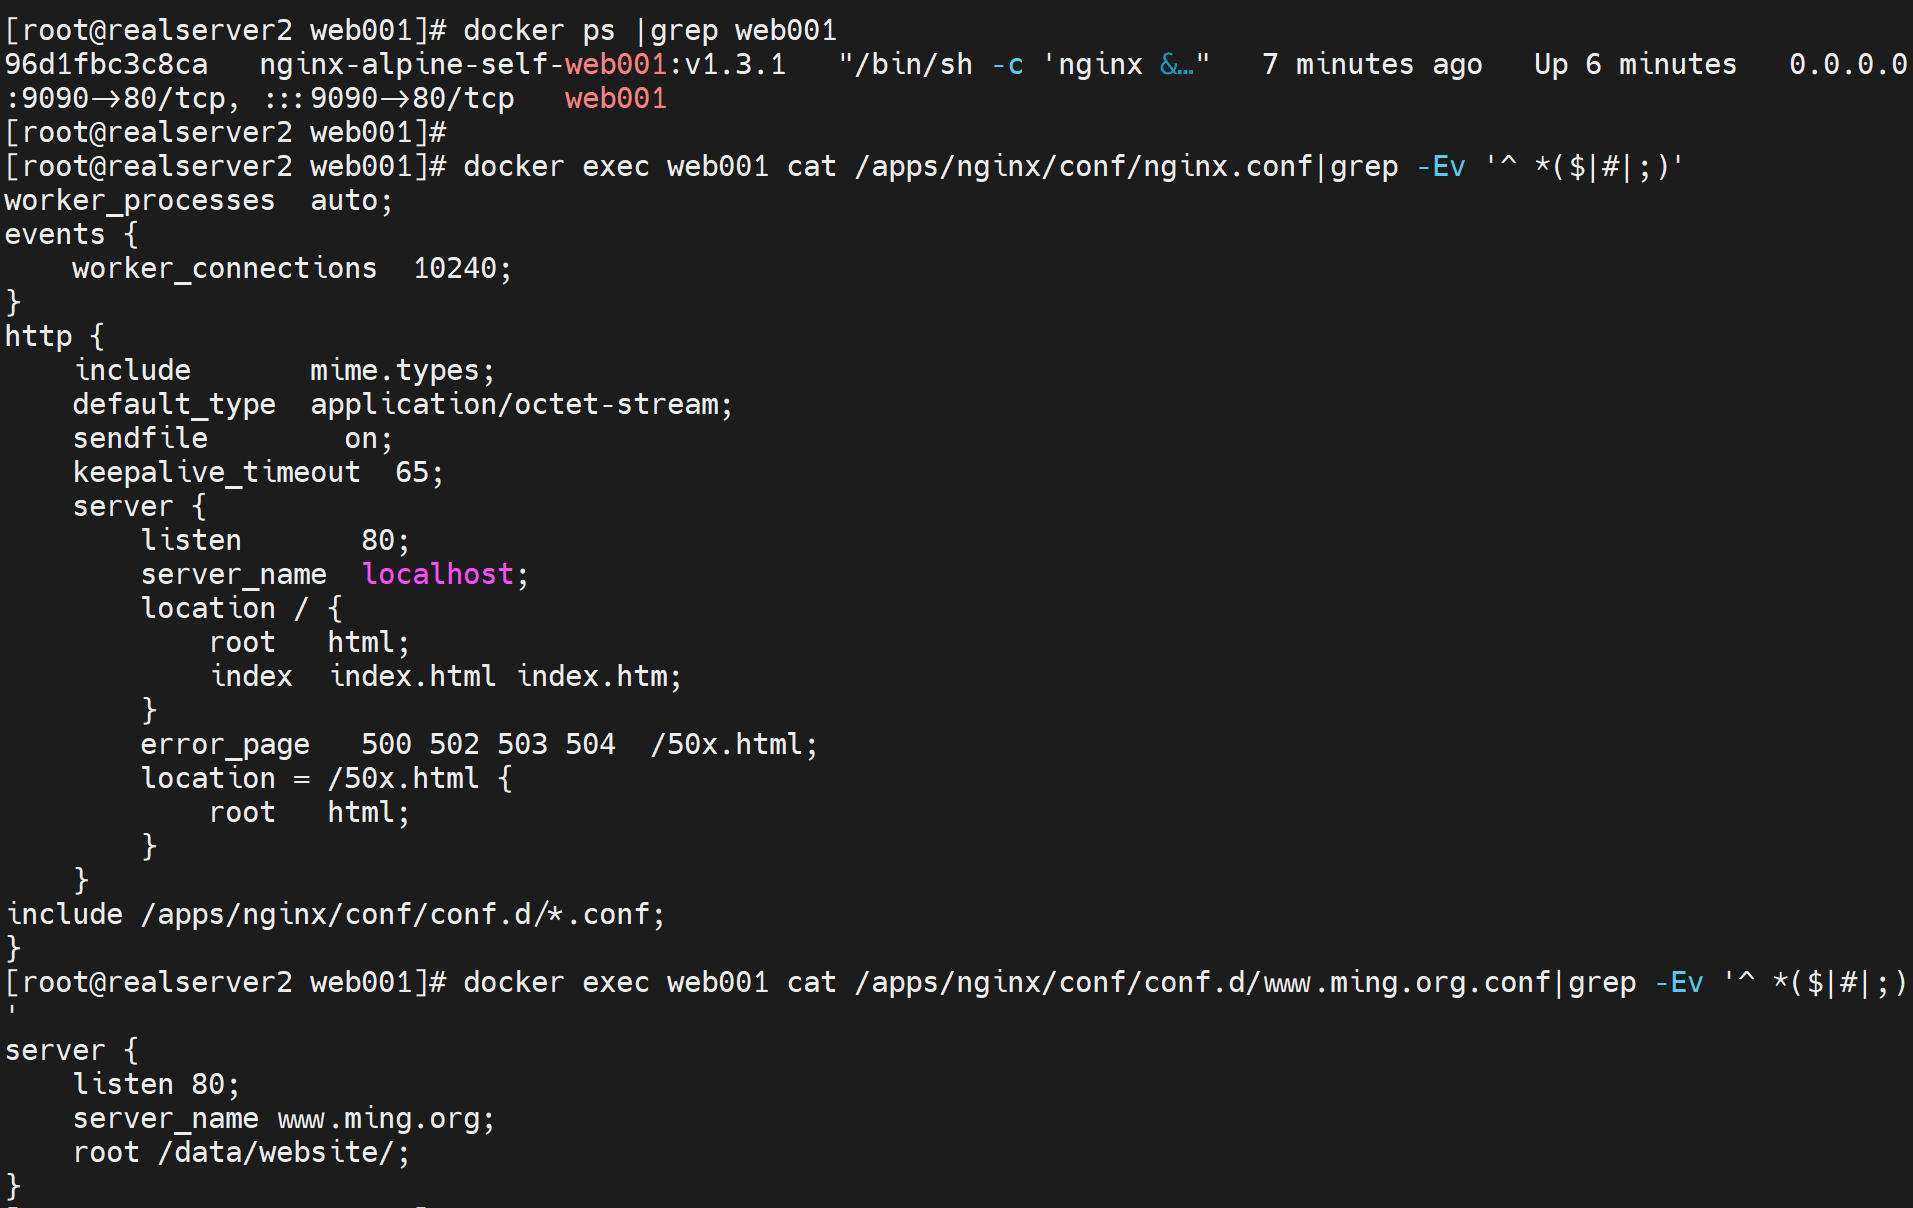 [root@realserver2 web001]# docker ps |grep web001
96d1fbc3c8ca   nginx-alpine-self-web001:v1.3.1   "/bin/sh -c 'nginx &…"   7 minutes ago   Up 6 minutes   0.0.0.0
:9090->80/tcp, :::9090->80/tcp   web001
[root@realserver2 web001]#
[root@realserver2 web001]# docker exec web001 cat /apps/nginx/conf/nginx.conf|grep -Ev '^ *($|#|;)'
worker_processes  auto;
events {
    worker_connections  10240;
}
http {
    include       mime.types;
    default_type  application/octet-stream;
    sendfile        on;
    keepalive_timeout  65;
    server {
        listen       80;
        server_name  localhost;
        location / {
            root   html;
            index  index.html index.htm;
        }
        error_page   500 502 503 504  /50x.html;
        location = /50x.html {
            root   html;
        }
    }
include /apps/nginx/conf/conf.d/*.conf;
}
[root@realserver2 web001]# docker exec web001 cat /apps/nginx/conf/conf.d/www.ming.org.conf|grep -Ev '^ *($|#|;)
'
server {
    listen 80;
    server_name www.ming.org;
    root /data/website/;
}